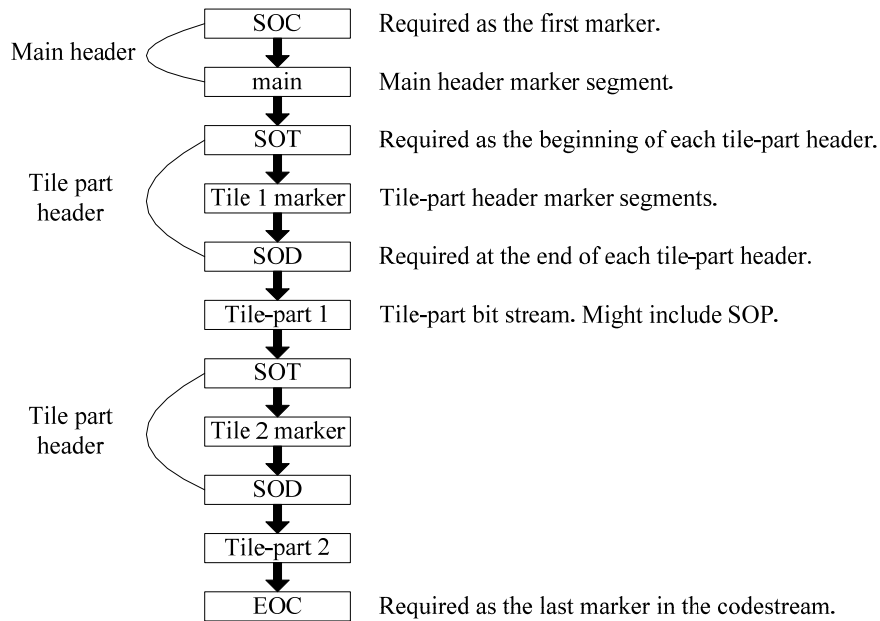 SOC Required as the first marker.
Main header
main Main header marker segment.
SOT Required as the beginning of each tile-part header.
Tile part
header
Tile 1 marker Tile-part header marker segments.
SOD Required at the end of each tile-part header.
Tile-part 1 Tile-part bit stream. Might include SOP.
SOT
Tile part
header
Tile 2 marker
SOD
Tile-part 2
EOC Required as the last marker in the codestream.